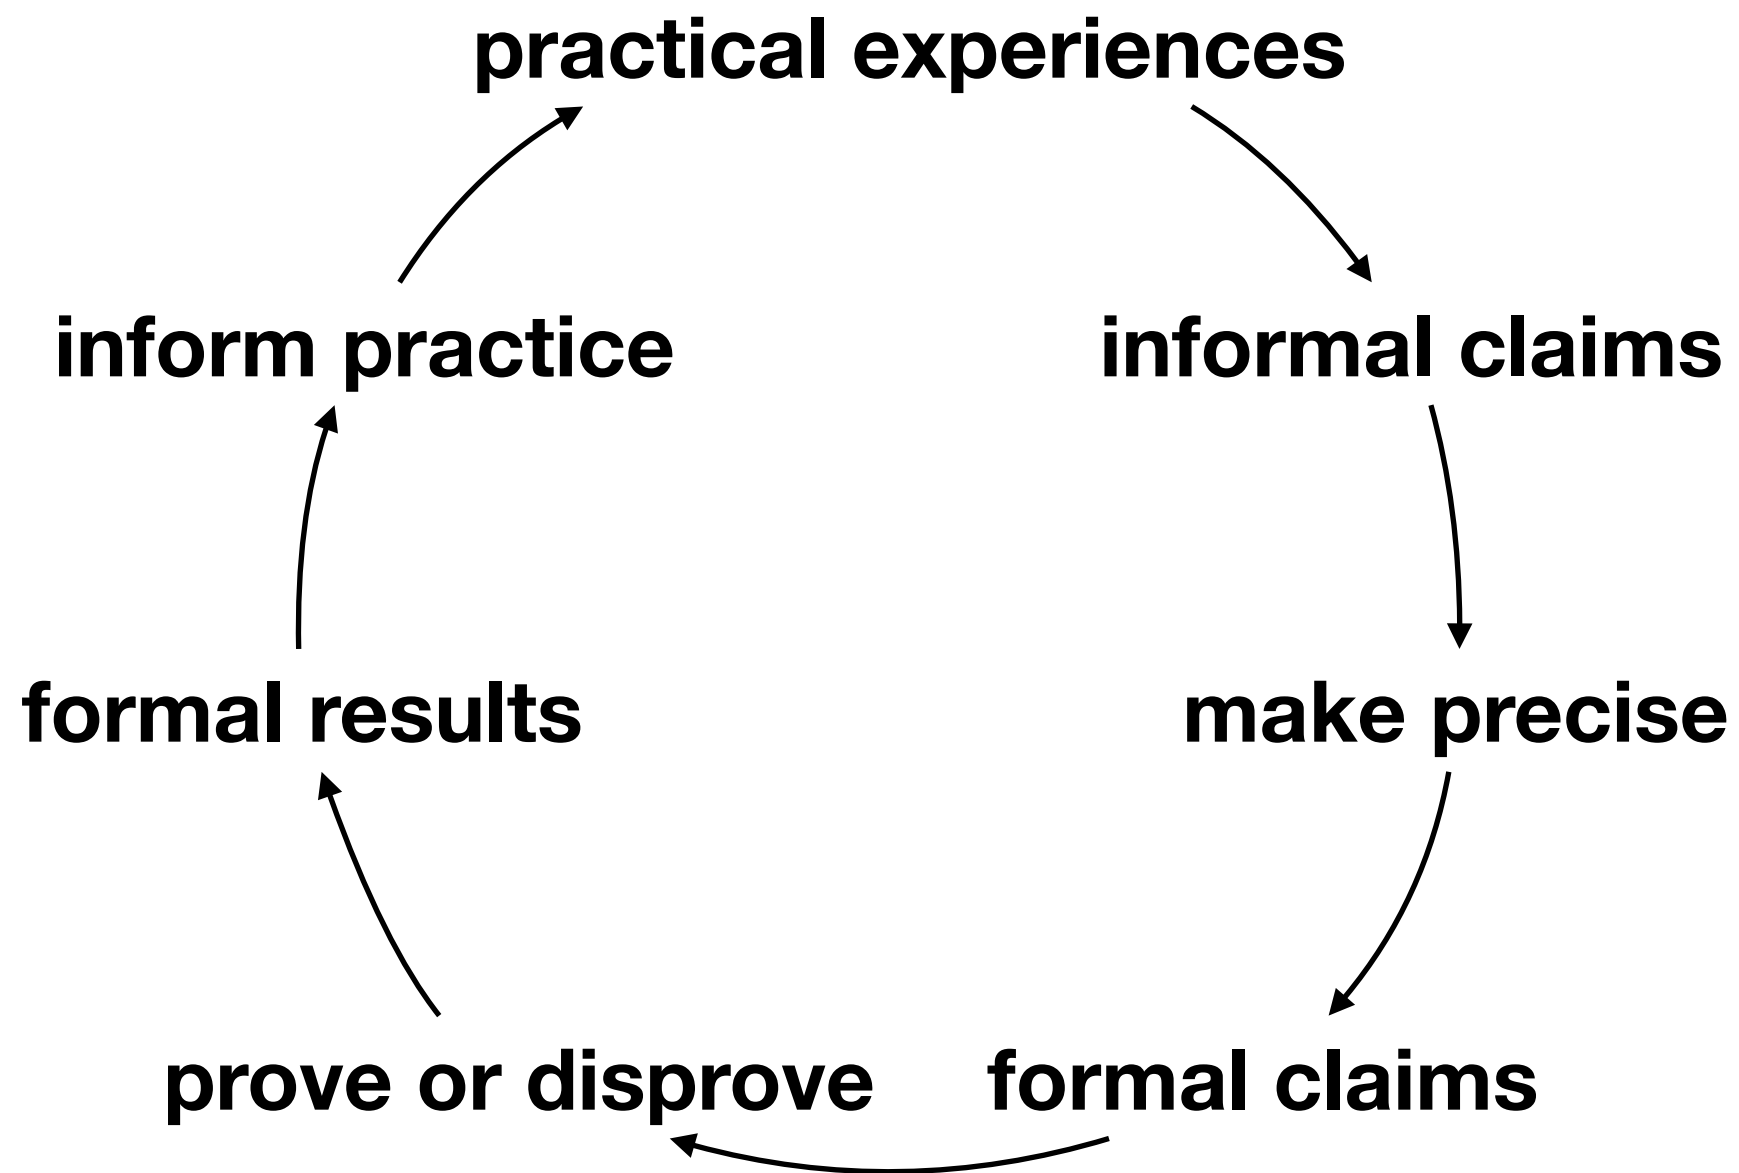 practical experiences
inform practice
informal claims
formal results
make precise
prove or disprove
formal claims